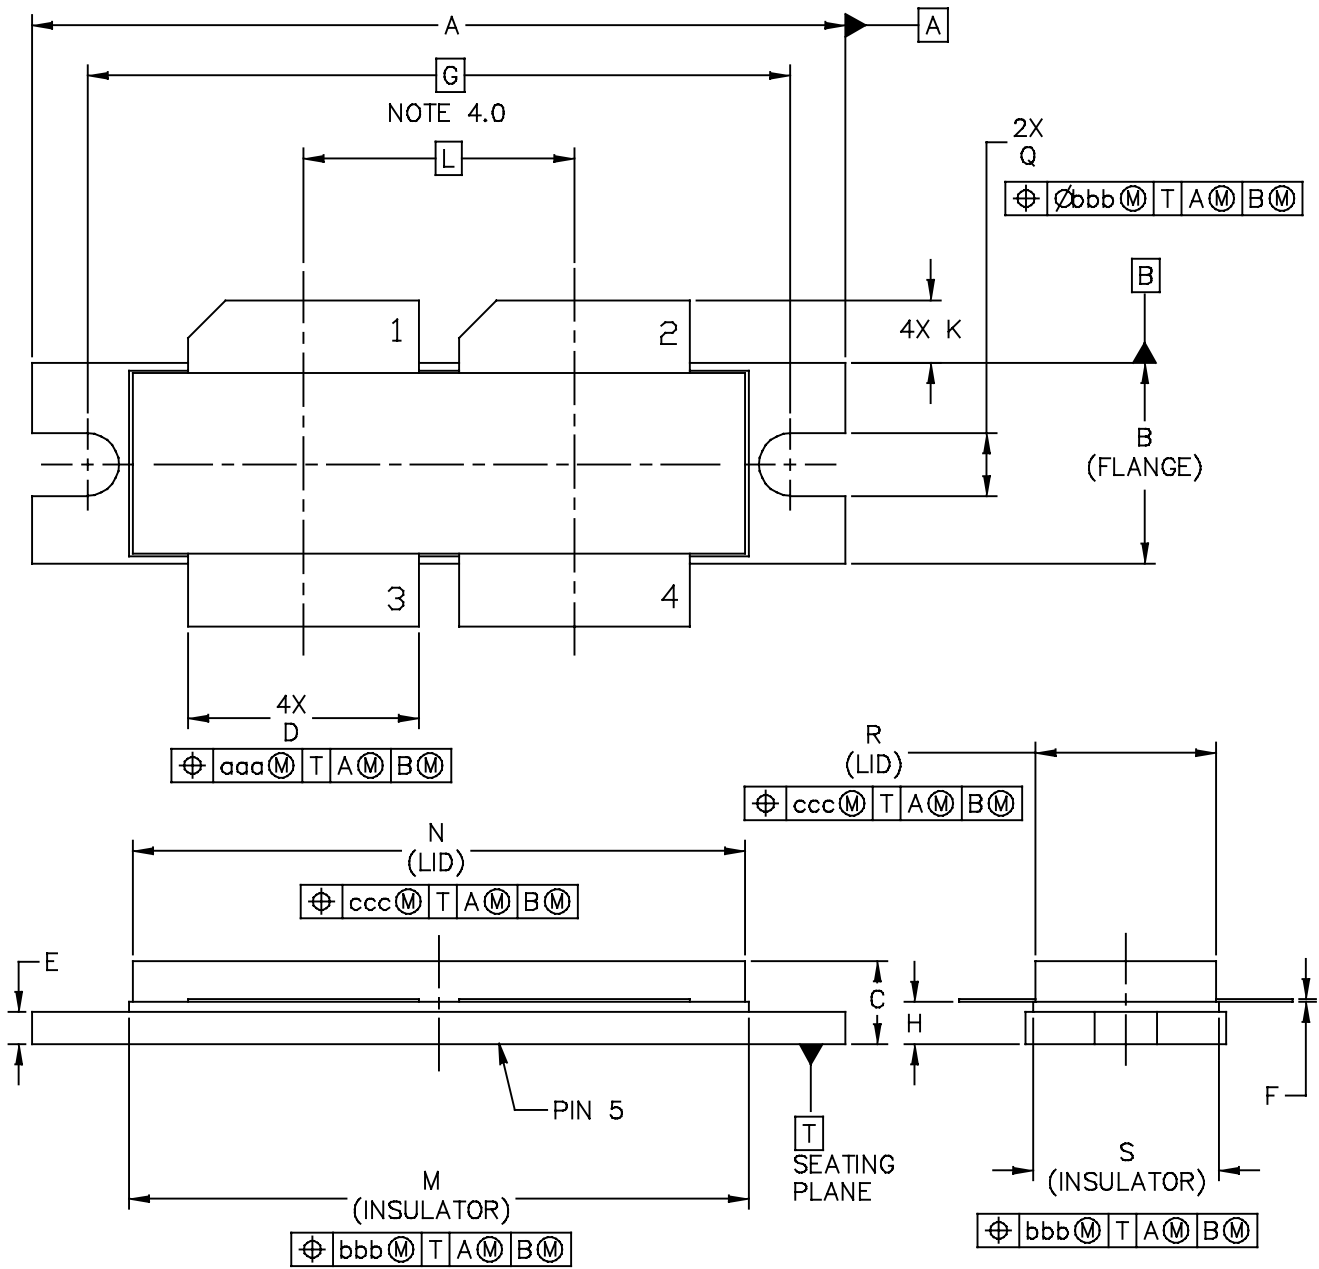 A
A
G
NOTE 4.0
L
2X
Q
⌖ Øbbb Ⓜ T A Ⓜ B Ⓜ
B
1
2
4X K
B
(FLANGE)
3
4
4X
D
⌖ aaa Ⓜ T A Ⓜ B Ⓜ
R
(LID)
⌖ ccc Ⓜ T A Ⓜ B Ⓜ
N
(LID)
⌖ ccc Ⓜ T A Ⓜ B Ⓜ
E
C
H
F
PIN 5
T
SEATING
PLANE
M
(INSULATOR)
⌖ bbb Ⓜ T A Ⓜ B Ⓜ
S
(INSULATOR)
⌖ bbb Ⓜ T A Ⓜ B Ⓜ